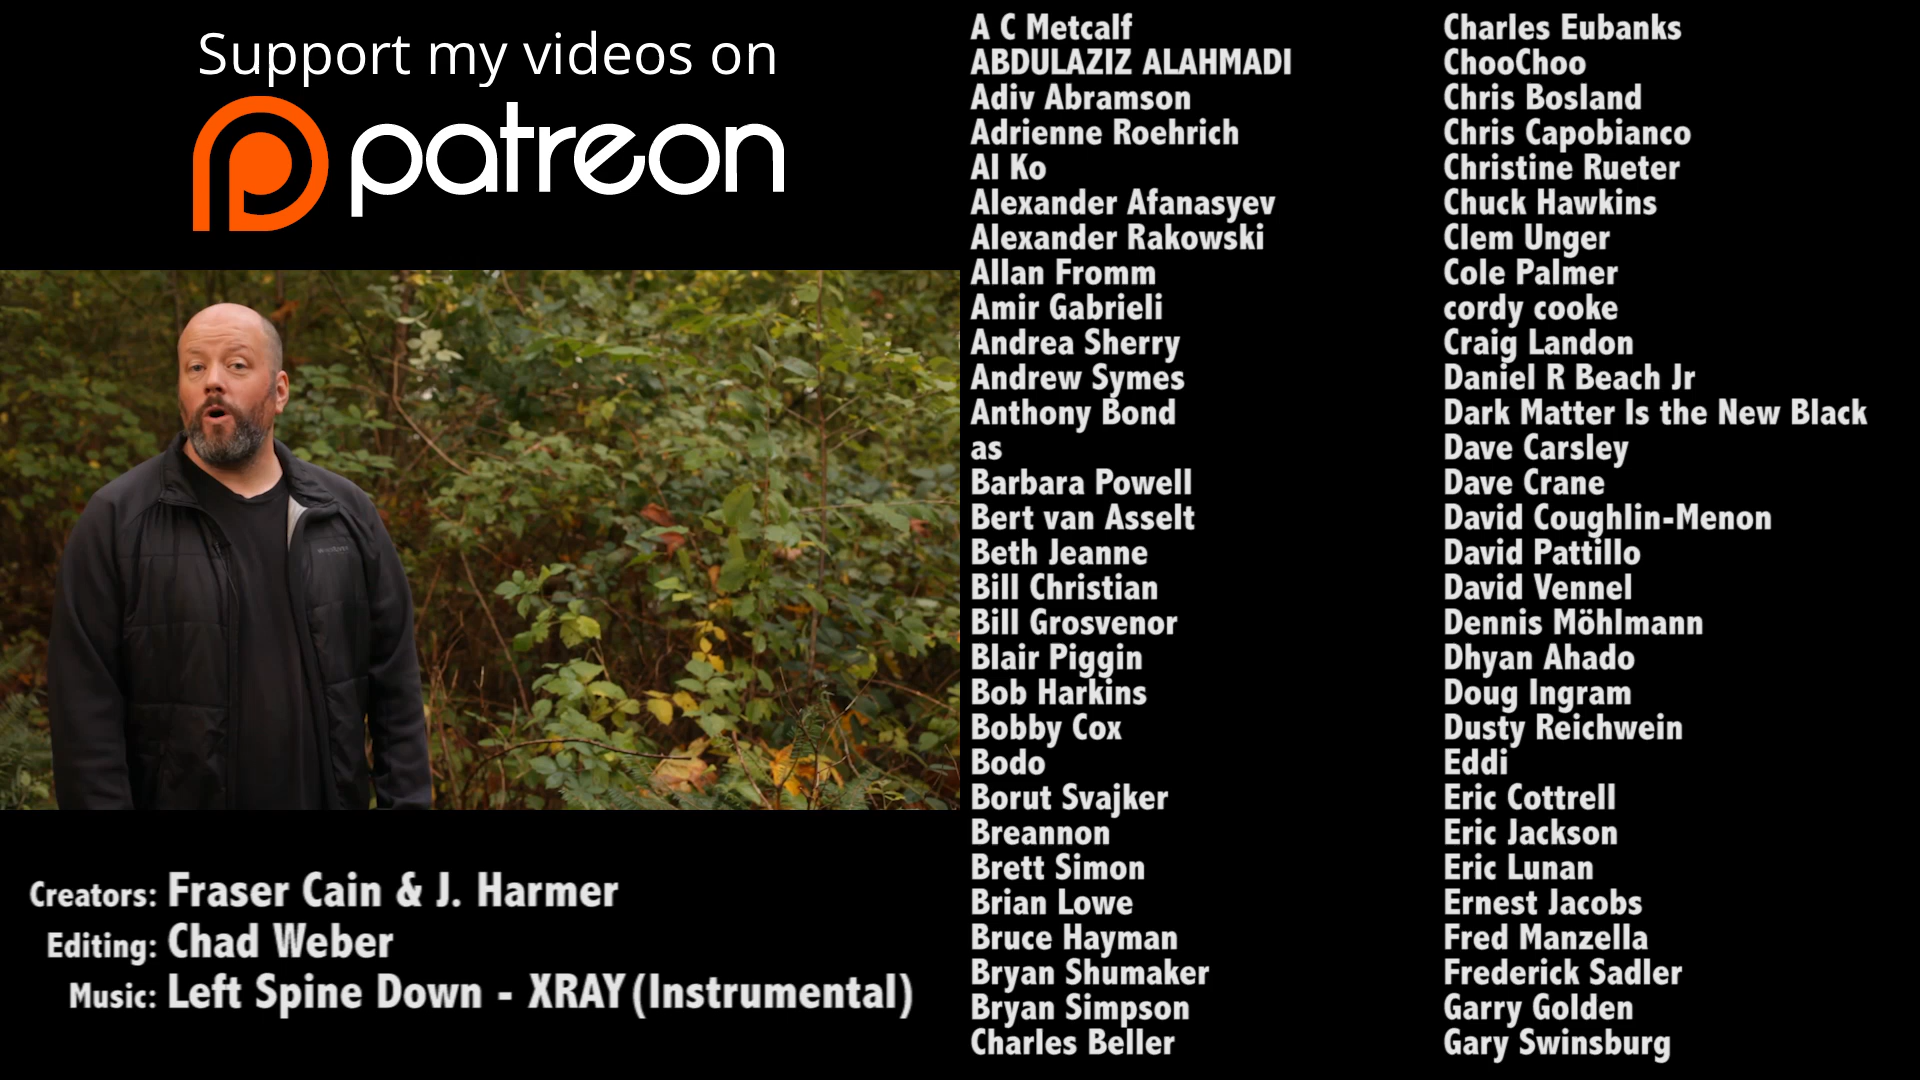 Support my videos on
patreon
Creators: Fraser Cain & J. Harmer
Editing: Chad Weber
Music: Left Spine Down - XRAY (Instrumental)
A C Metcalf
ABDULAZIZ ALAHMADI
Adiv Abramson
Adrienne Roehrich
Al Ko
Alexander Afanasyev
Alexander Rakowski
Allan Fromm
Amir Gabrieli
Andrea Sherry
Andrew Symes
Anthony Bond
as
Barbara Powell
Bert van Asselt
Beth Jeanne
Bill Christian
Bill Grosvenor
Blair Piggin
Bob Harkins
Bobby Cox
Bodo
Borut Svajker
Breannon
Brett Simon
Brian Lowe
Bruce Hayman
Bryan Shumaker
Bryan Simpson
Charles Beller
Charles Eubanks
ChooChoo
Chris Bosland
Chris Capobianco
Christine Rueter
Chuck Hawkins
Clem Unger
Cole Palmer
cordy cooke
Craig Landon
Daniel R Beach Jr
Dark Matter Is the New Black
Dave Carsley
Dave Crane
David Coughlin-Menon
David Pattillo
David Vennel
Dennis Möhlmann
Dhyan Ahado
Doug Ingram
Dusty Reichwein
Eddi
Eric Cottrell
Eric Jackson
Eric Lunan
Ernest Jacobs
Fred Manzella
Frederick Sadler
Garry Golden
Gary Swinsburg